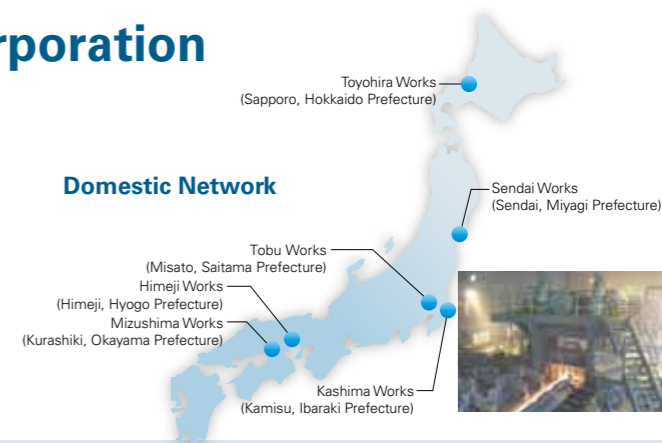 rporation
Toyohira Works
(Sapporo, Hokkaido Prefecture)
Domestic Network
Sendai Works
(Sendai, Miyagi Prefecture)
Tobu Works
(Misato, Saitama Prefecture)
Himeji Works
(Himeji, Hyogo Prefecture)
Mizushima Works
(Kurashiki, Okayama Prefecture)
Kashima Works
(Kamisu, Ibaraki Prefecture)